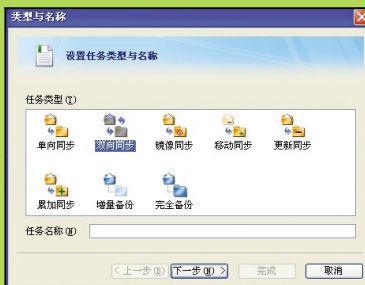 类型与名称
设置任务类型与名称
任务类型(T)
单向同步 双向同步 镜像同步 移动同步 更新同步
累加同步 增量备份 完全备份
任务名称(N)
< 上一步(B) 下一步(N) > 完成 取消